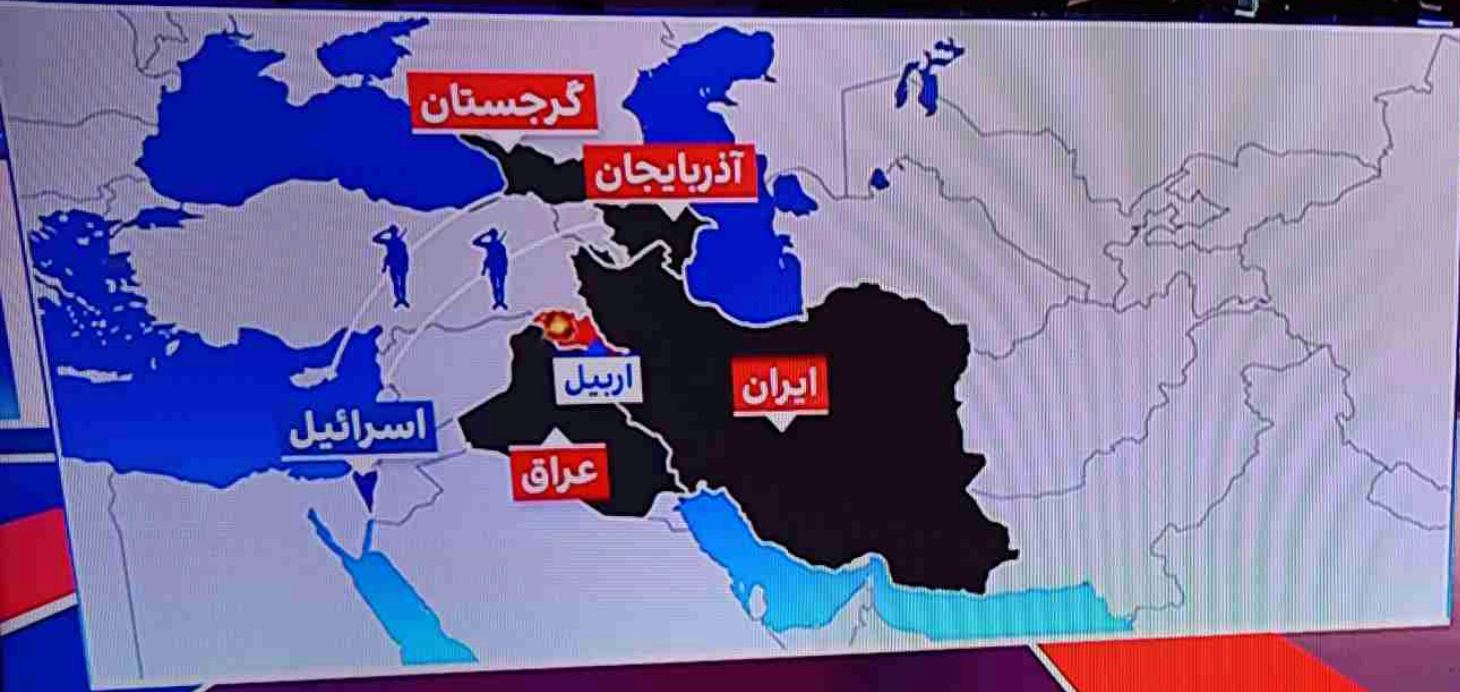 گرجستان
آذربایجان
اربیل
ایران
اسرائیل
عراق